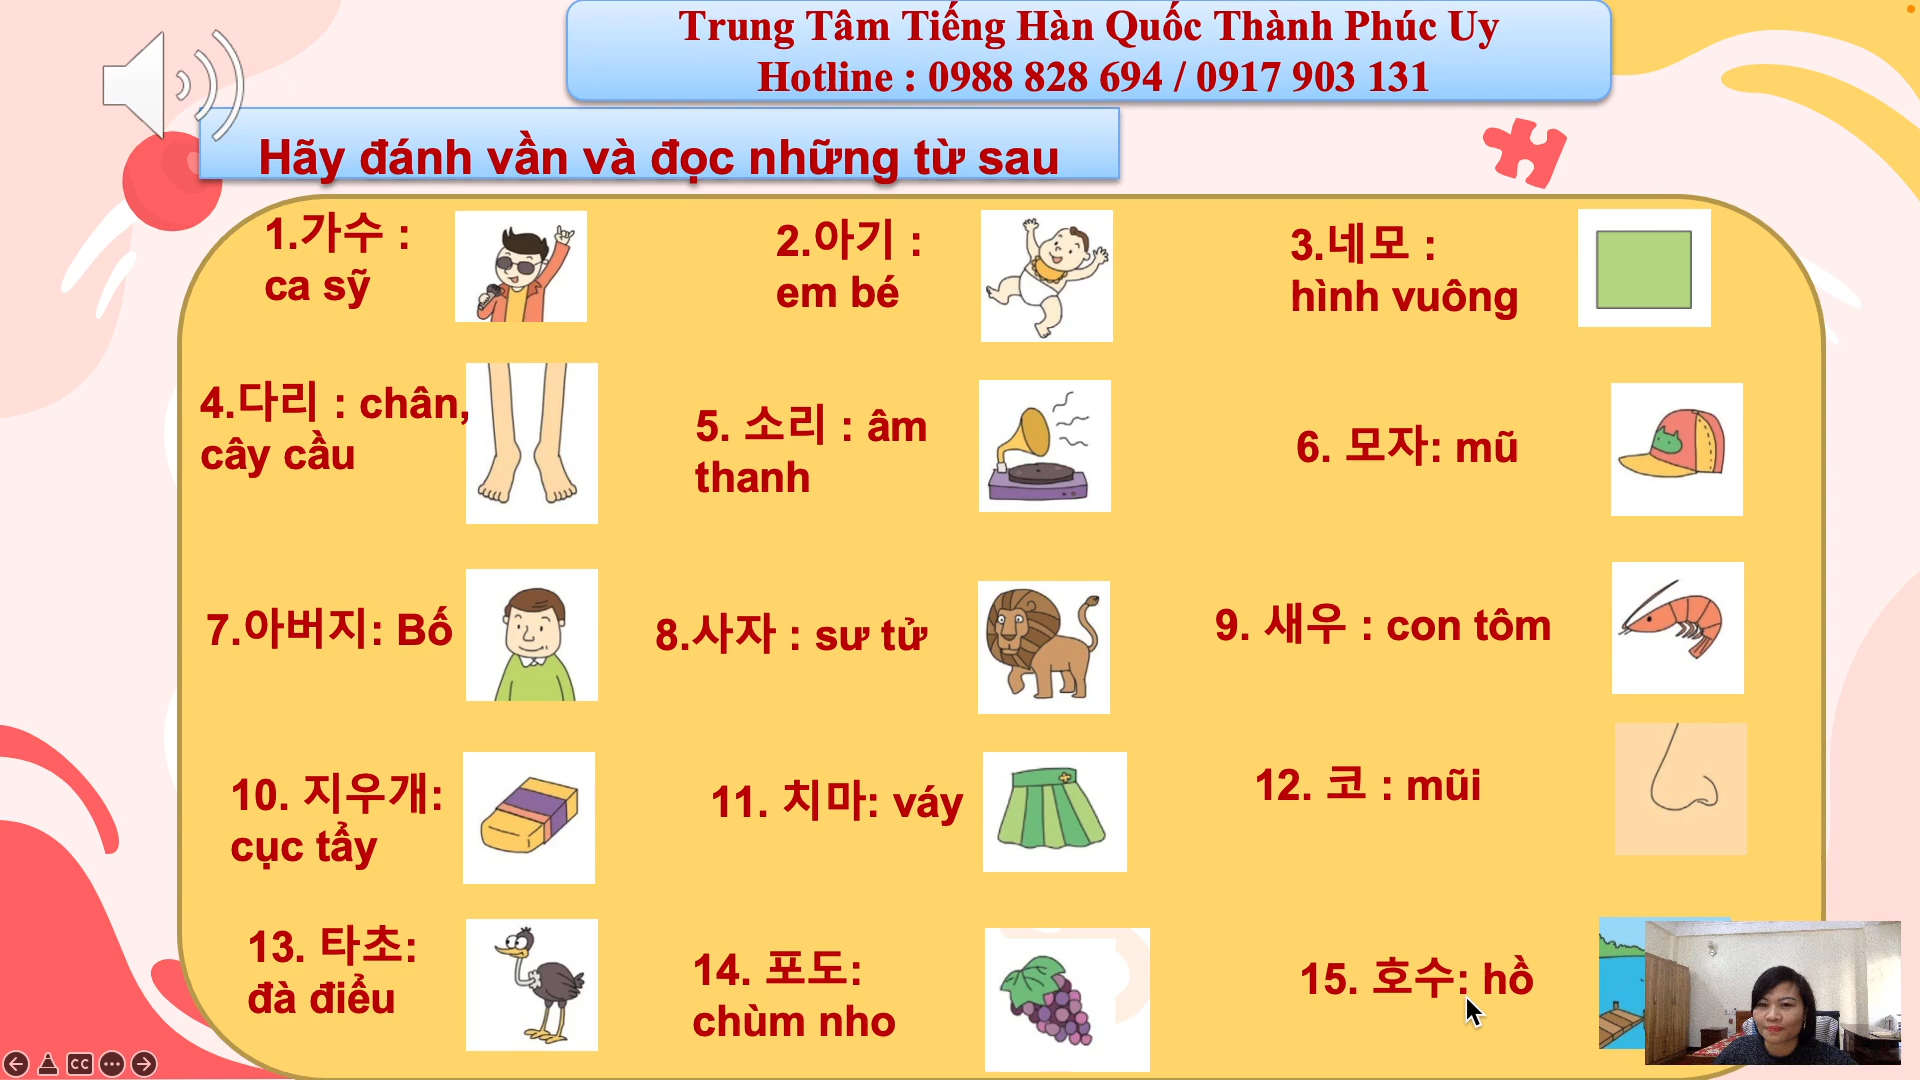 Trung Tâm Tiếng Hàn Quốc Thành Phúc Uy
Hotline : 0988 828 694 / 0917 903 131
Hãy đánh vần và đọc những từ sau
1.가수 :
ca sỹ
2.아기 :
em bé
3.네모 :
hình vuông
4.다리 : chân,
cây cầu
5. 소리 : âm
thanh
6. 모자: mũ
7.아버지: Bố
8.사자 : sư tử
9. 새우 : con tôm
10. 지우개:
cục tẩy
11. 치마: váy
12. 코 : mũi
13. 타초:
đà điểu
14. 포도:
chùm nho
15. 호수: hồ
CC